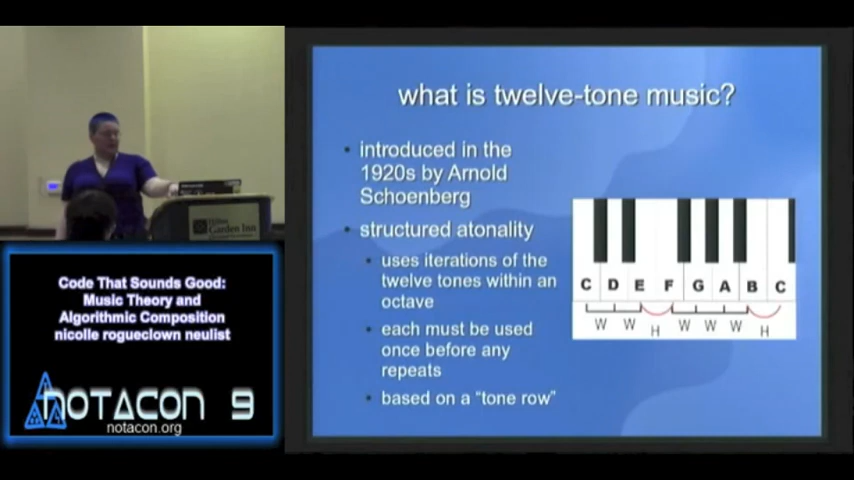 what is twelve-tone music?
• introduced in the
1920s by Arnold
Schoenberg
• structured atonality
• uses iterations of the
twelve tones within an
octave
• each must be used
once before any
repeats
• based on a “tone row”
C D E F G A B C
W W H W W W H
Garden Inn
Code That Sounds Good:
Music Theory and
Algorithmic Composition
nicolle rogueclown neulist
NOTACON 9
notacon.org